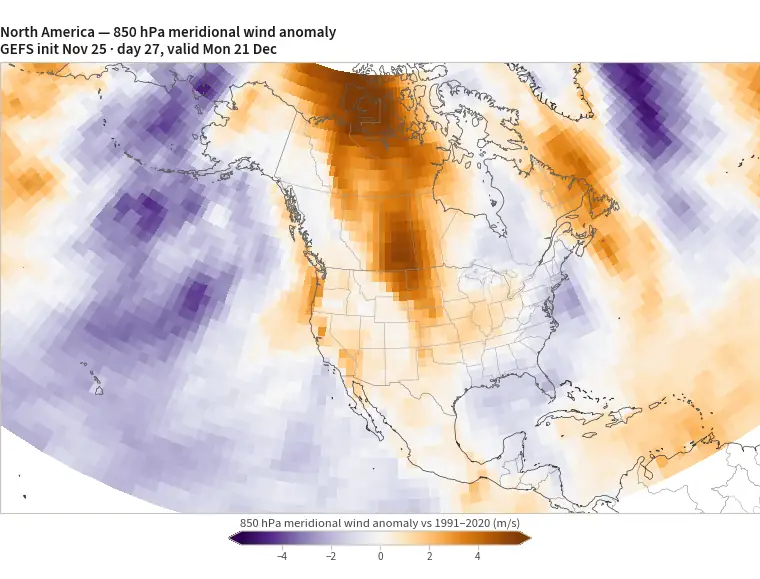 North America — 850 hPa meridional wind anomaly
GEFS init Nov 25 · day 27, valid Mon 21 Dec
850 hPa meridional wind anomaly vs 1991–2020 (m/s)
−4 −2 0 2 4